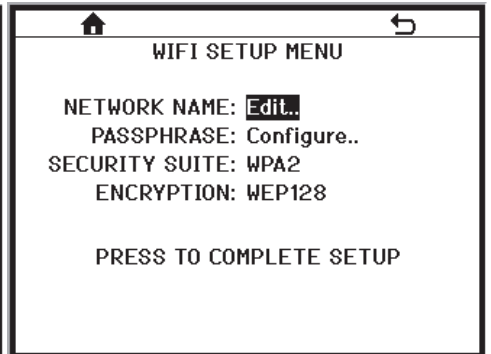 WIFI SETUP MENU
NETWORK NAME: Edit..
PASSPHRASE: Configure..
SECURITY SUITE: WPA2
ENCRYPTION: WEP128
PRESS TO COMPLETE SETUP